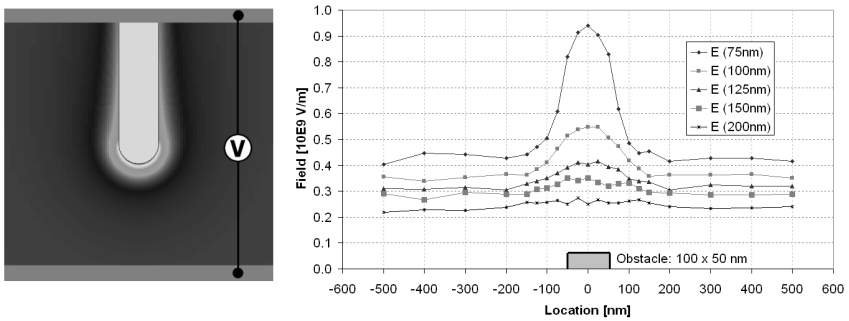 V
Field [10E9 V/m]
1.0
0.9
0.8
0.7
0.6
0.5
0.4
0.3
0.2
0.1
0.0
E (75nm)
E (100nm)
E (125nm)
E (150nm)
E (200nm)
Obstacle: 100 x 50 nm
-600 -500 -400 -300 -200 -100 0 100 200 300 400 500 600
Location [nm]